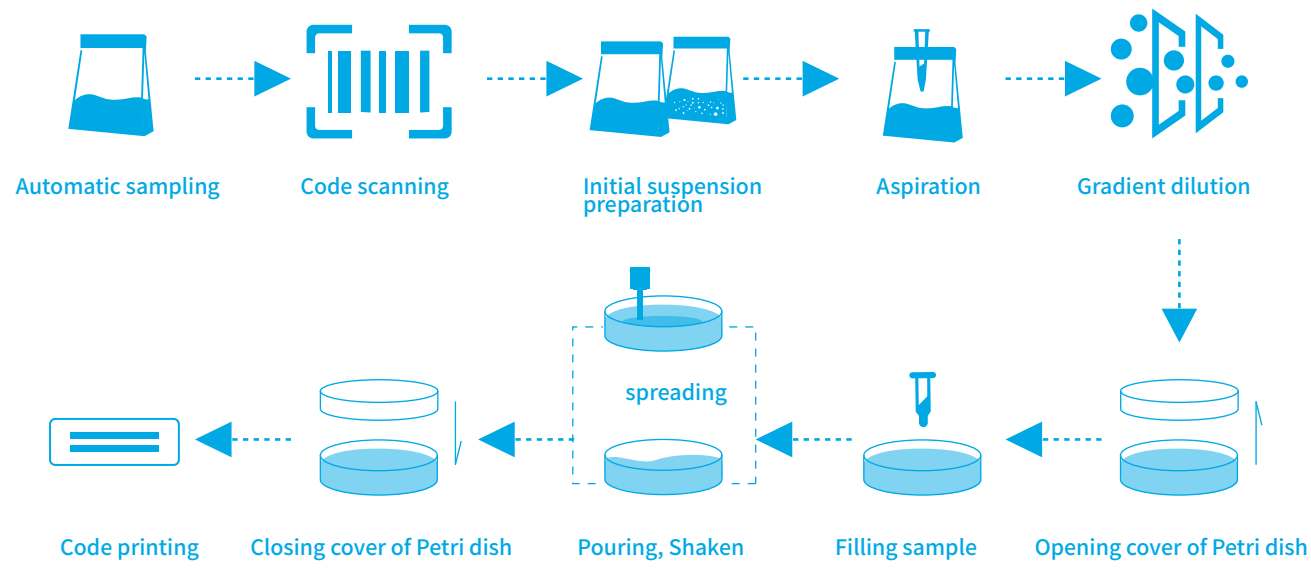 Automatic sampling
Code scanning
Initial suspension
preparation
Aspiration
Gradient dilution
spreading
Code printing
Closing cover of Petri dish
Pouring, Shaken
Filling sample
Opening cover of Petri dish